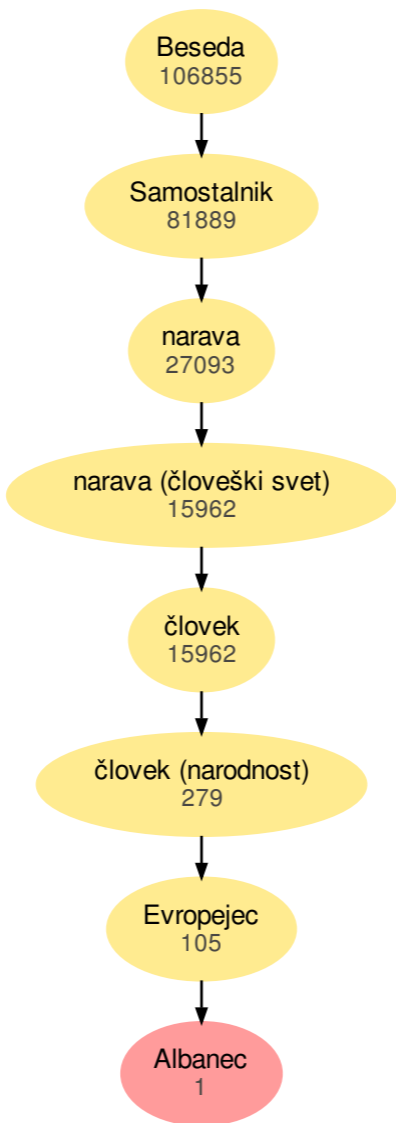 Beseda
106855
Samostalnik
81889
narava
27093
narava (človeški svet)
15962
človek
15962
človek (narodnost)
279
Evropejec
105
Albanec
1